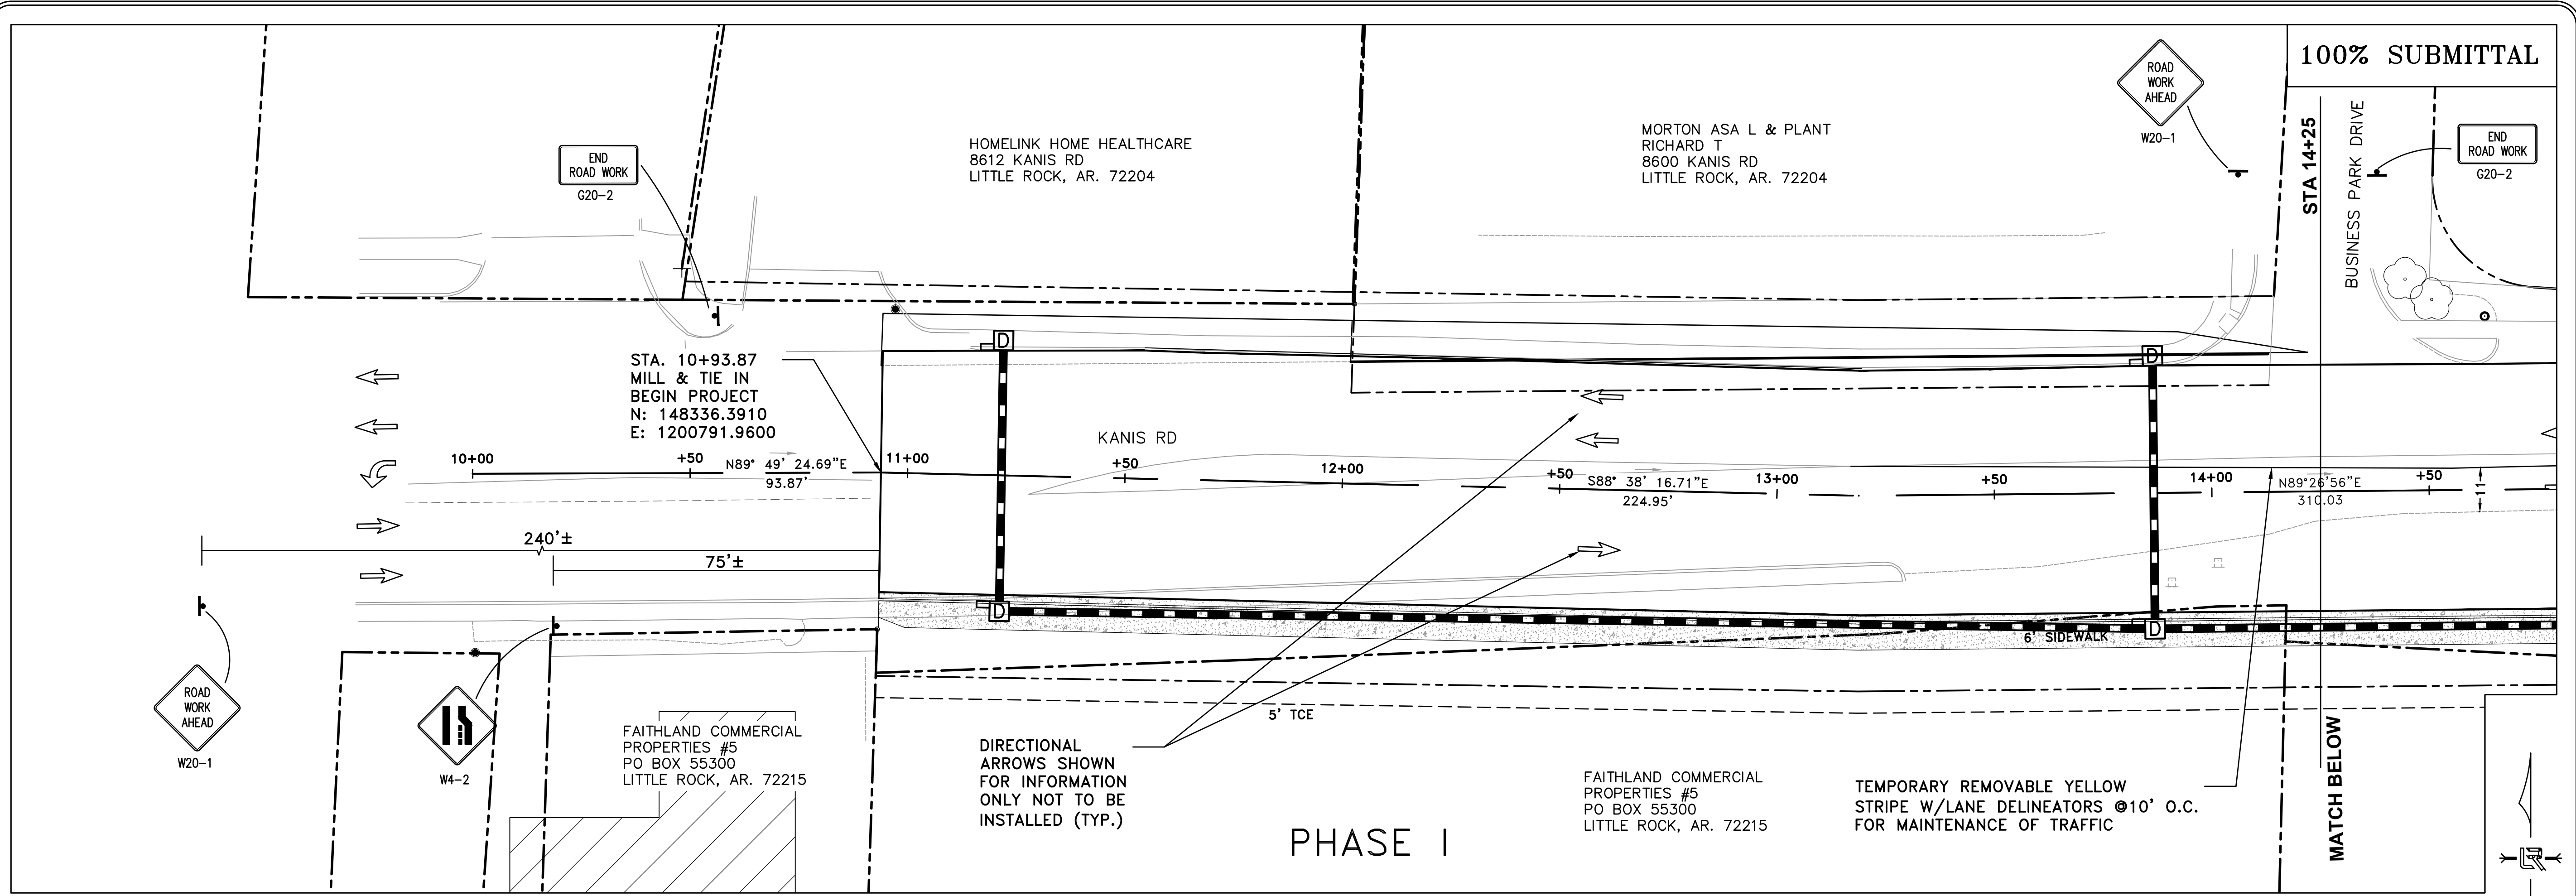 100% SUBMITTAL
ROAD
WORK
AHEAD
W20-1
STA 14+25
BUSINESS PARK DRIVE
END
ROAD WORK
G20-2
END
ROAD WORK
G20-2
HOMELINK HOME HEALTHCARE
8612 KANIS RD
LITTLE ROCK, AR. 72204
MORTON ASA L & PLANT
RICHARD T
8600 KANIS RD
LITTLE ROCK, AR. 72204
D
D
STA. 10+93.87
MILL & TIE IN
BEGIN PROJECT
N: 148336.3910
E: 1200791.9600
KANIS RD
10+00
+50
N89° 49' 24.69"E
93.87'
11+00
+50
12+00
+50
S88° 38' 16.71"E
224.95'
13+00
+50
14+00
N89°26'56"E
310.03
+50
11'
240'±
75'±
D
D
6' SIDEWALK
5' TCE
ROAD
WORK
AHEAD
W20-1
W4-2
FAITHLAND COMMERCIAL
PROPERTIES #5
PO BOX 55300
LITTLE ROCK, AR. 72215
DIRECTIONAL
ARROWS SHOWN
FOR INFORMATION
ONLY NOT TO BE
INSTALLED (TYP.)
PHASE I
FAITHLAND COMMERCIAL
PROPERTIES #5
PO BOX 55300
LITTLE ROCK, AR. 72215
TEMPORARY REMOVABLE YELLOW
STRIPE W/LANE DELINEATORS @10' O.C.
FOR MAINTENANCE OF TRAFFIC
MATCH BELOW
LR